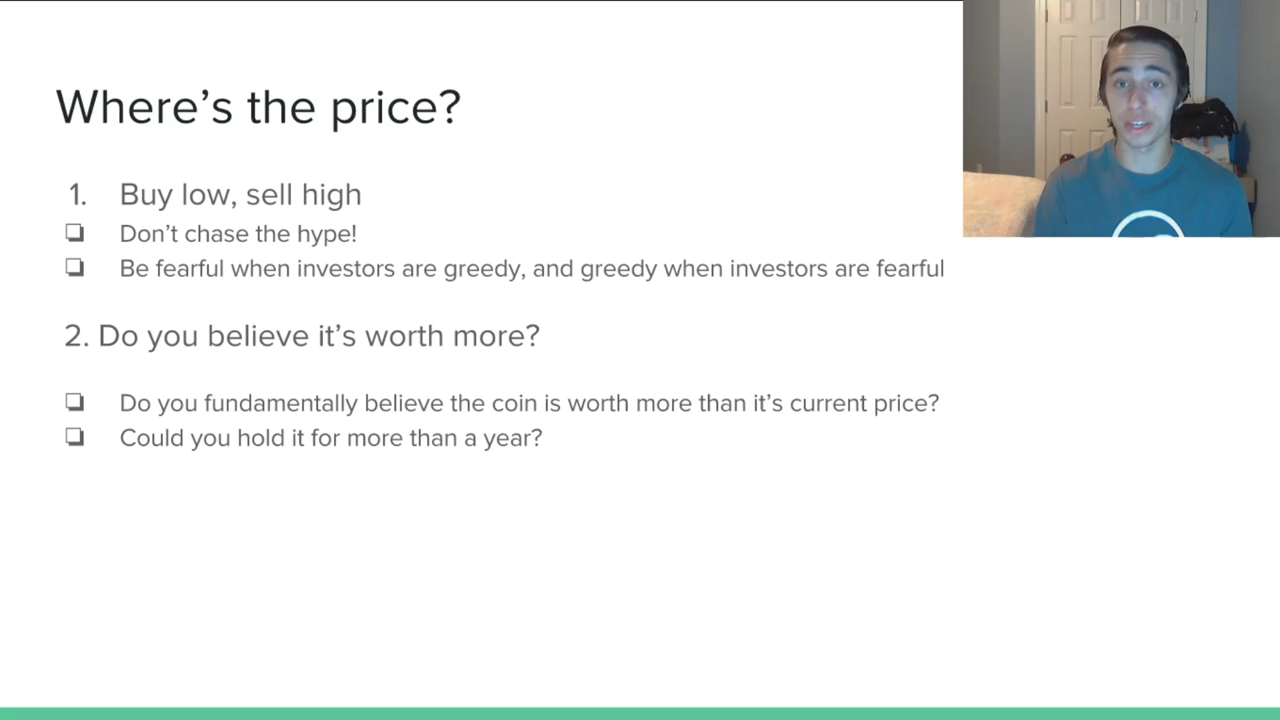 Where’s the price?
1. Buy low, sell high
❏ Don’t chase the hype!
❏ Be fearful when investors are greedy, and greedy when investors are fearful
2. Do you believe it’s worth more?
❏ Do you fundamentally believe the coin is worth more than it’s current price?
❏ Could you hold it for more than a year?